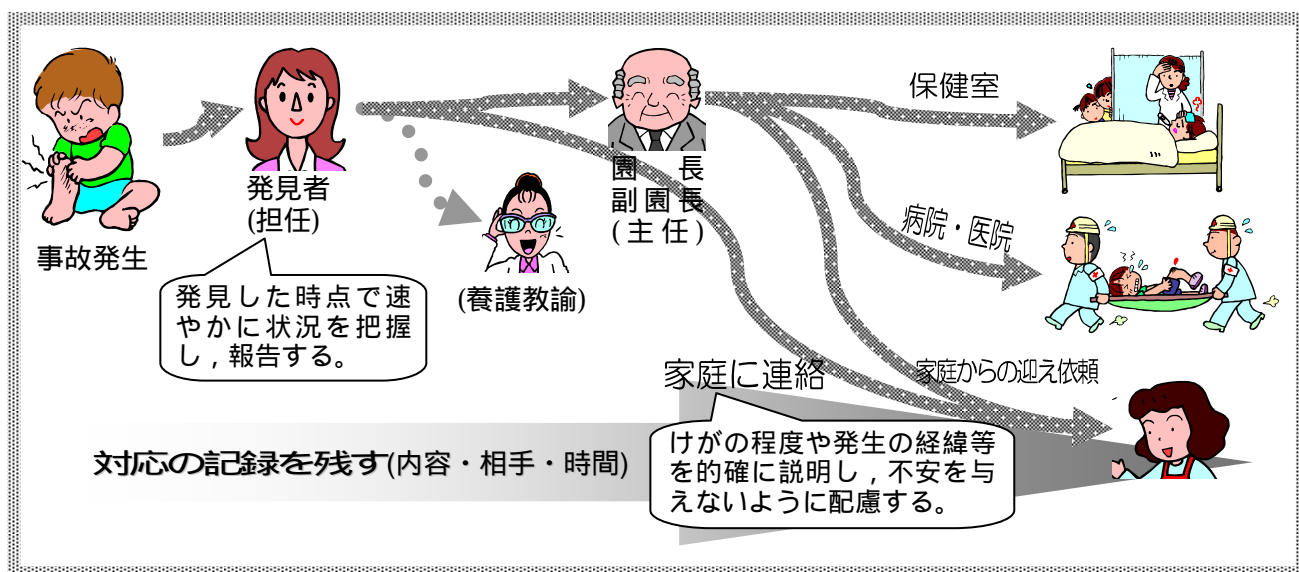 事故発生
発見者
(担任)
発見した時点で速
やかに状況を把握
し，報告する。
(養護教諭)
園　長
副園長
(主任)
保健室
病院・医院
家庭からの迎え依頼
家庭に連絡
けがの程度や発生の経緯等
を的確に説明し，不安を与
えないように配慮する。
対応の記録を残す(内容・相手・時間)